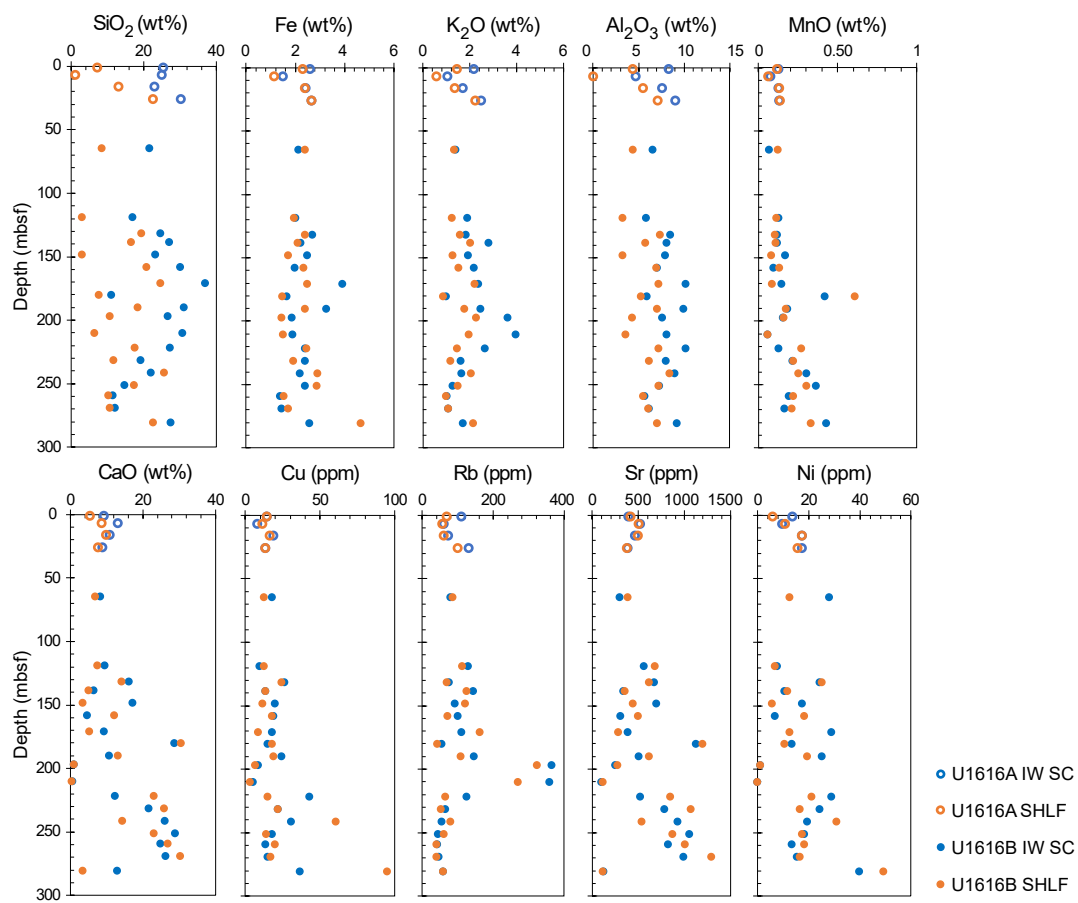 SiO2 (wt%) Fe (wt%) K2O (wt%) Al2O3 (wt%) MnO (wt%)
0 20 40 0 2 4 6 0 2 4 6 0 5 10 15 0 0.50 1
0
50
100
150
200
250
300
Depth (mbsf)
CaO (wt%) Cu (ppm) Rb (ppm) Sr (ppm) Ni (ppm)
0 20 40 0 50 100 0 200 400 0 500 1000 1500 0 20 40 60
0
50
100
150
200
250
300
Depth (mbsf)
U1616A IW SC
U1616A SHLF
U1616B IW SC
U1616B SHLF